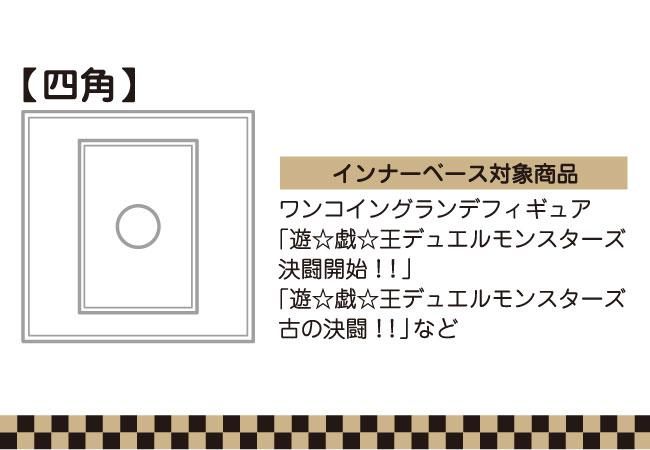 【四角】
インナーベース対象商品
ワンコイングランデフィギュア
「遊☆戯☆王デュエルモンスターズ
決闘開始！！」
「遊☆戯☆王デュエルモンスターズ
古の決闘！！」など